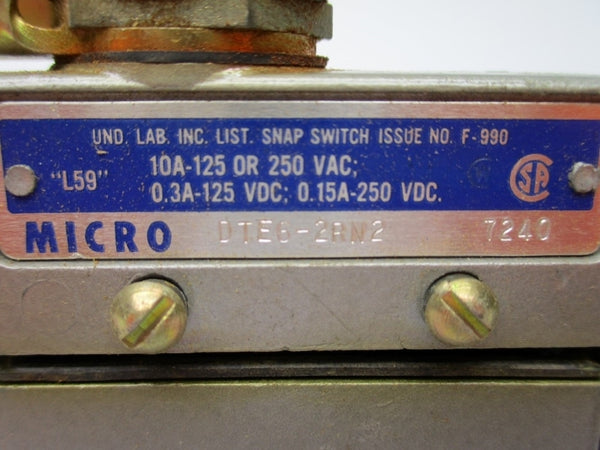 UND. LAB. INC. LIST. SNAP SWITCH ISSUE NO. F-990
"L59" 10A-125 OR 250 VAC;
0.3A-125 VDC; 0.15A-250 VDC.
CSA
MICRO DTE6-2RN2 7240